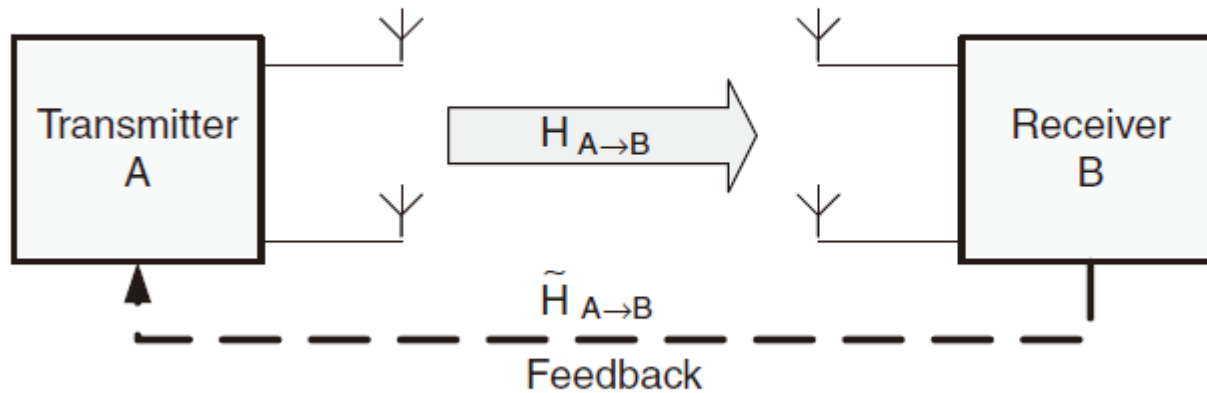 Transmitter
A
H A→B
Receiver
B
H̃ A→B
Feedback